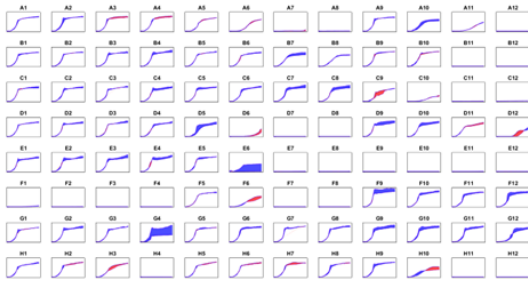 A1 A2 A3 A4 A5 A6 A7 A8 A9 A10 A11 A12
B1 B2 B3 B4 B5 B6 B7 B8 B9 B10 B11 B12
C1 C2 C3 C4 C5 C6 C7 C8 C9 C10 C11 C12
D1 D2 D3 D4 D5 D6 D7 D8 D9 D10 D11 D12
E1 E2 E3 E4 E5 E6 E7 E8 E9 E10 E11 E12
F1 F2 F3 F4 F5 F6 F7 F8 F9 F10 F11 F12
G1 G2 G3 G4 G5 G6 G7 G8 G9 G10 G11 G12
H1 H2 H3 H4 H5 H6 H7 H8 H9 H10 H11 H12